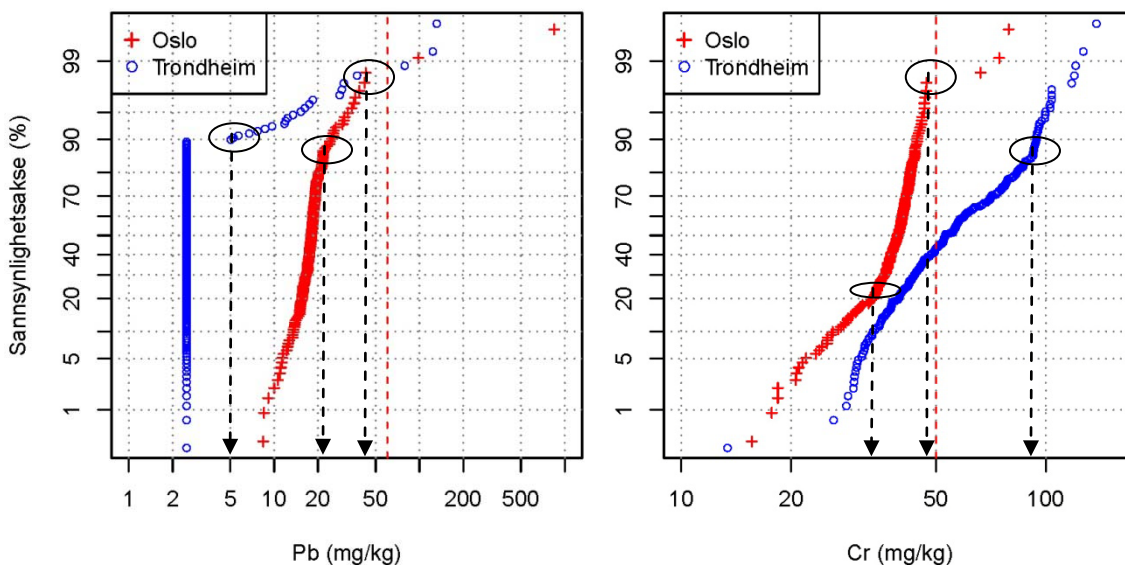 Oslo
Trondheim
Sannsynlighetsakse (%)
99
90
70
40
20
5
1
1 2 5 10 20 50 200 500
Pb (mg/kg)
Oslo
Trondheim
99
90
70
40
20
5
1
10 20 50 100
Cr (mg/kg)